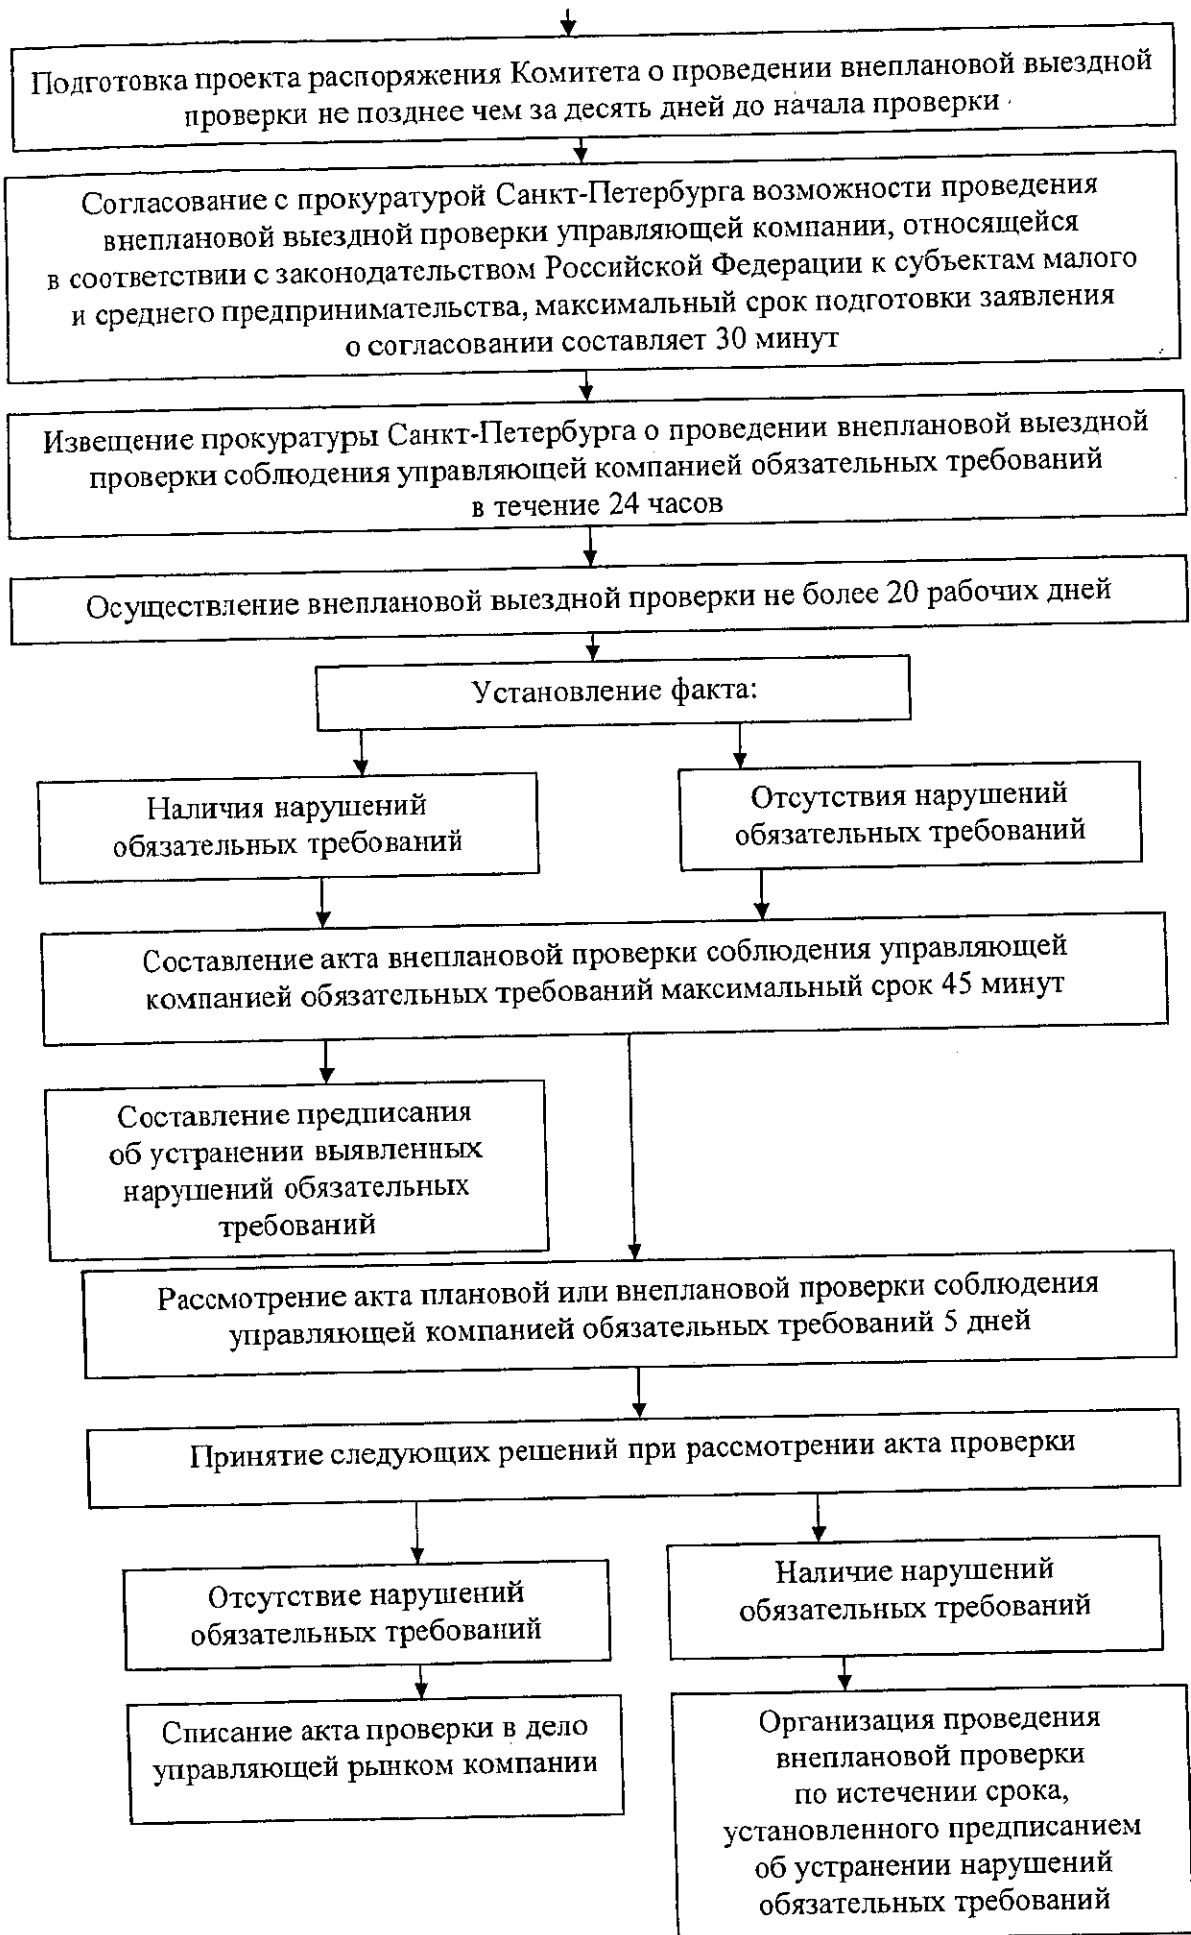 Подготовка проекта распоряжения Комитета о проведении внеплановой выездной
проверки не позднее чем за десять дней до начала проверки
Согласование с прокуратурой Санкт-Петербурга возможности проведения
внеплановой выездной проверки управляющей компании, относящейся
в соответствии с законодательством Российской Федерации к субъектам малого
и среднего предпринимательства, максимальный срок подготовки заявления
о согласовании составляет 30 минут
Извещение прокуратуры Санкт-Петербурга о проведении внеплановой выездной
проверки соблюдения управляющей компанией обязательных требований
в течение 24 часов
Осуществление внеплановой выездной проверки не более 20 рабочих дней
Установление факта:
Наличия нарушений
обязательных требований
Отсутствия нарушений
обязательных требований
Составление акта внеплановой проверки соблюдения управляющей
компанией обязательных требований максимальный срок 45 минут
Составление предписания
об устранении выявленных
нарушений обязательных
требований
Рассмотрение акта плановой или внеплановой проверки соблюдения
управляющей компанией обязательных требований 5 дней
Принятие следующих решений при рассмотрении акта проверки
Отсутствие нарушений
обязательных требований
Наличие нарушений
обязательных требований
Списание акта проверки в дело
управляющей рынком компании
Организация проведения
внеплановой проверки
по истечении срока,
установленного предписанием
об устранении нарушений
обязательных требований